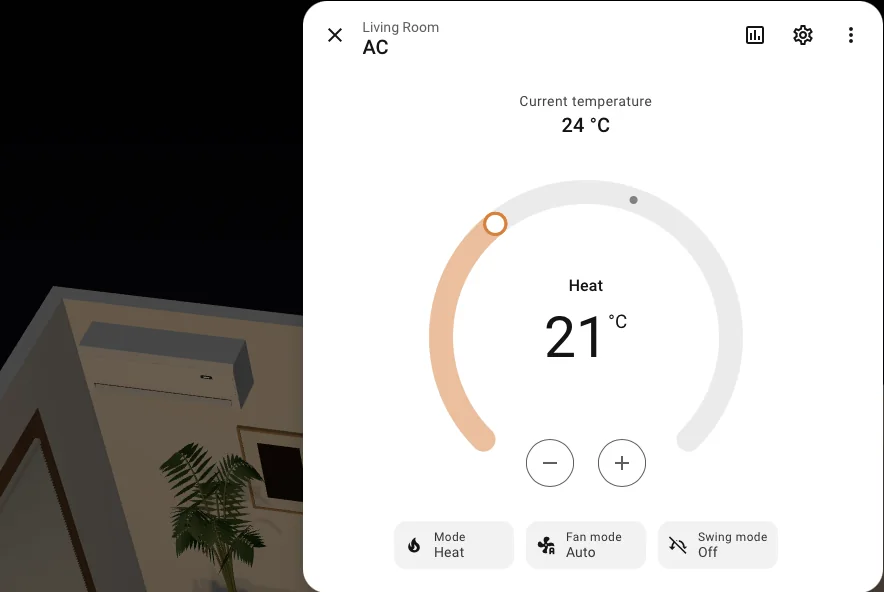 Living Room
AC
Current temperature
24 °C
Heat
21 °C
Mode
Heat
Fan mode
Auto
Swing mode
Off